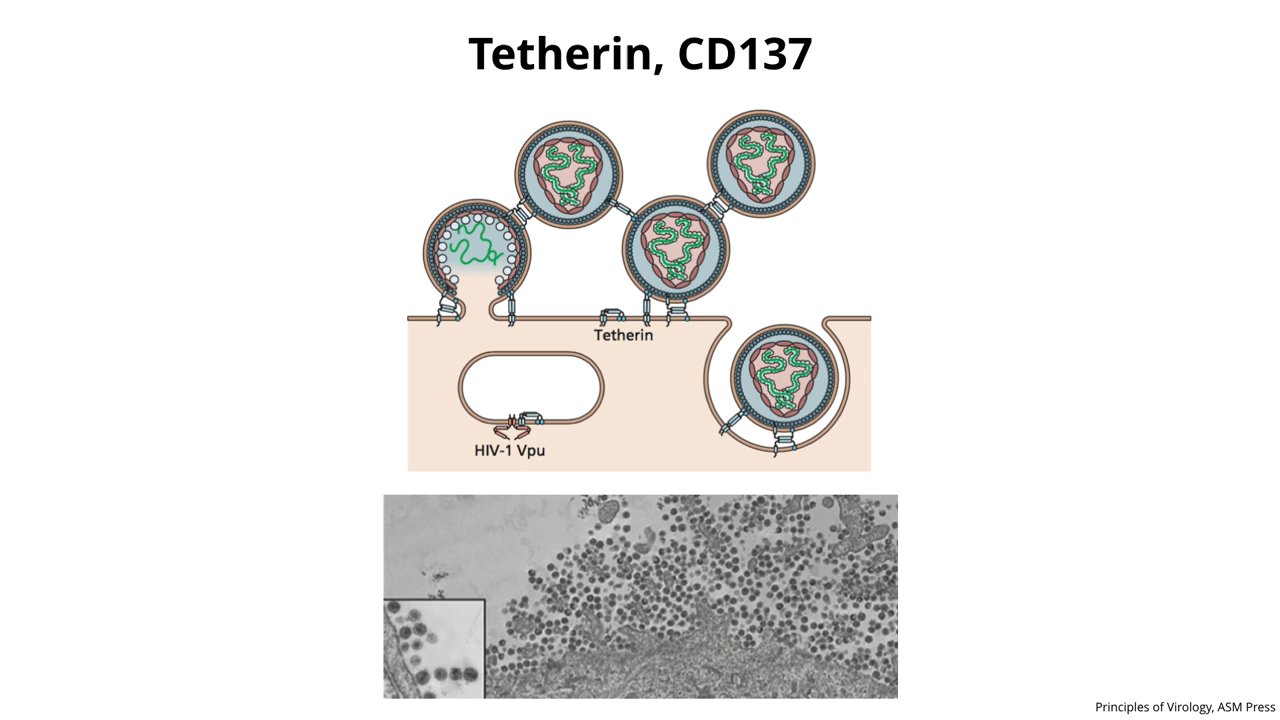 Tetherin, CD137
Tetherin
HIV-1 Vpu
Principles of Virology, ASM Press